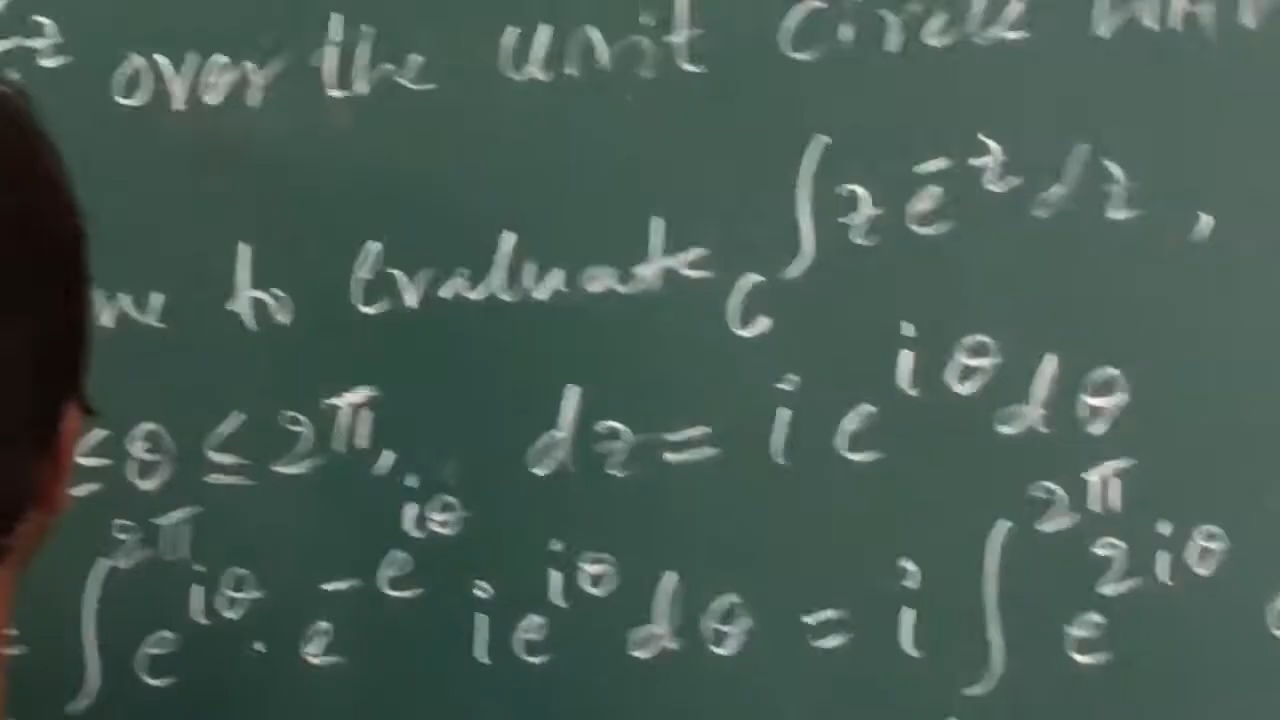 over the unit circle
to Evaluate ∫_C z e^{-z} dz,
≤ θ ≤ 2π, dz = i e^{iθ} dθ
= ∫^{2π} e^{iθ} . e^{-e^{iθ}} i e^{iθ} dθ = i ∫^{2π} e^{2iθ}